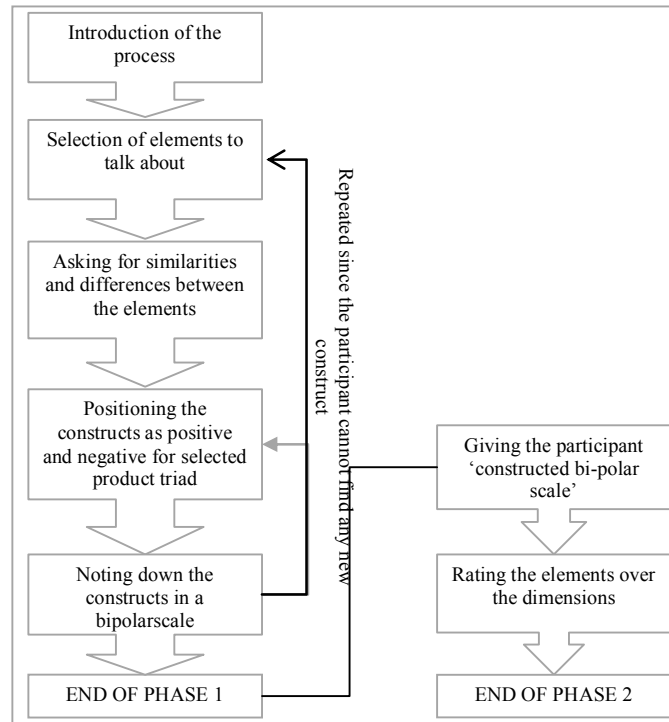 Introduction of the
process
Selection of elements to
talk about
Asking for similarities
and differences between
the elements
Positioning the
constructs as positive
and negative for selected
product triad
Noting down the
constructs in a
bipolarscale
END OF PHASE 1
Repeated since the participant cannot find any new
construct
Giving the participant
‘constructed bi-polar
scale’
Rating the elements over
the dimensions
END OF PHASE 2